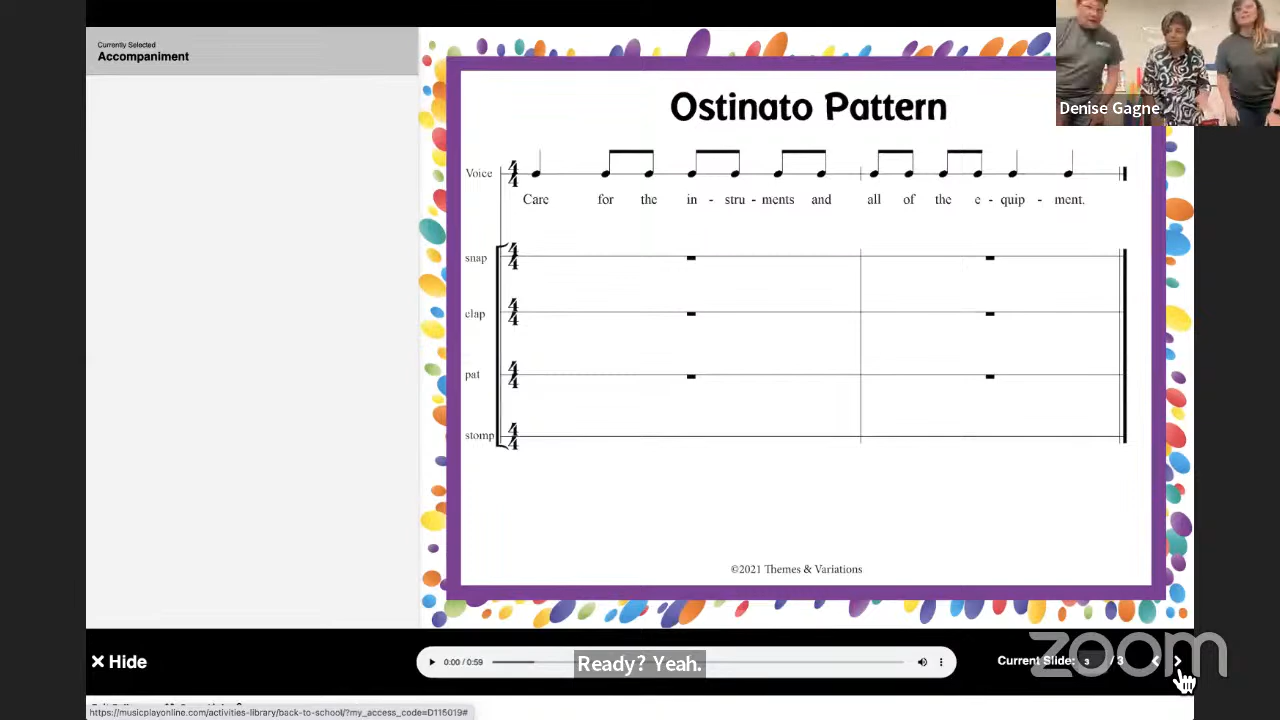 Currently Selected
Accompaniment
Ostinato Pattern
Denise Gagne
Voice
Care for the in - stru - ments and all of the e - quip - ment.
snap
clap
pat
stomp
©2021 Themes & Variations
Hide
0:00 / 0:59
Ready? Yeah.
Current Slide: 3 / 3
zoom
https://musicplayonline.com/activities-library/back-to-school/?my_access_code=D115019#